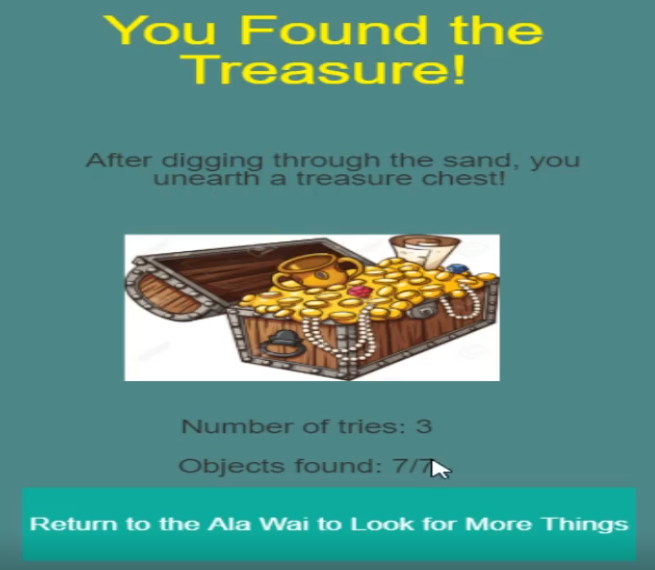 You Found the
Treasure!
After digging through the sand, you
unearth a treasure chest!
Number of tries: 3
Objects found: 7/7
Return to the Ala Wai to Look for More Things